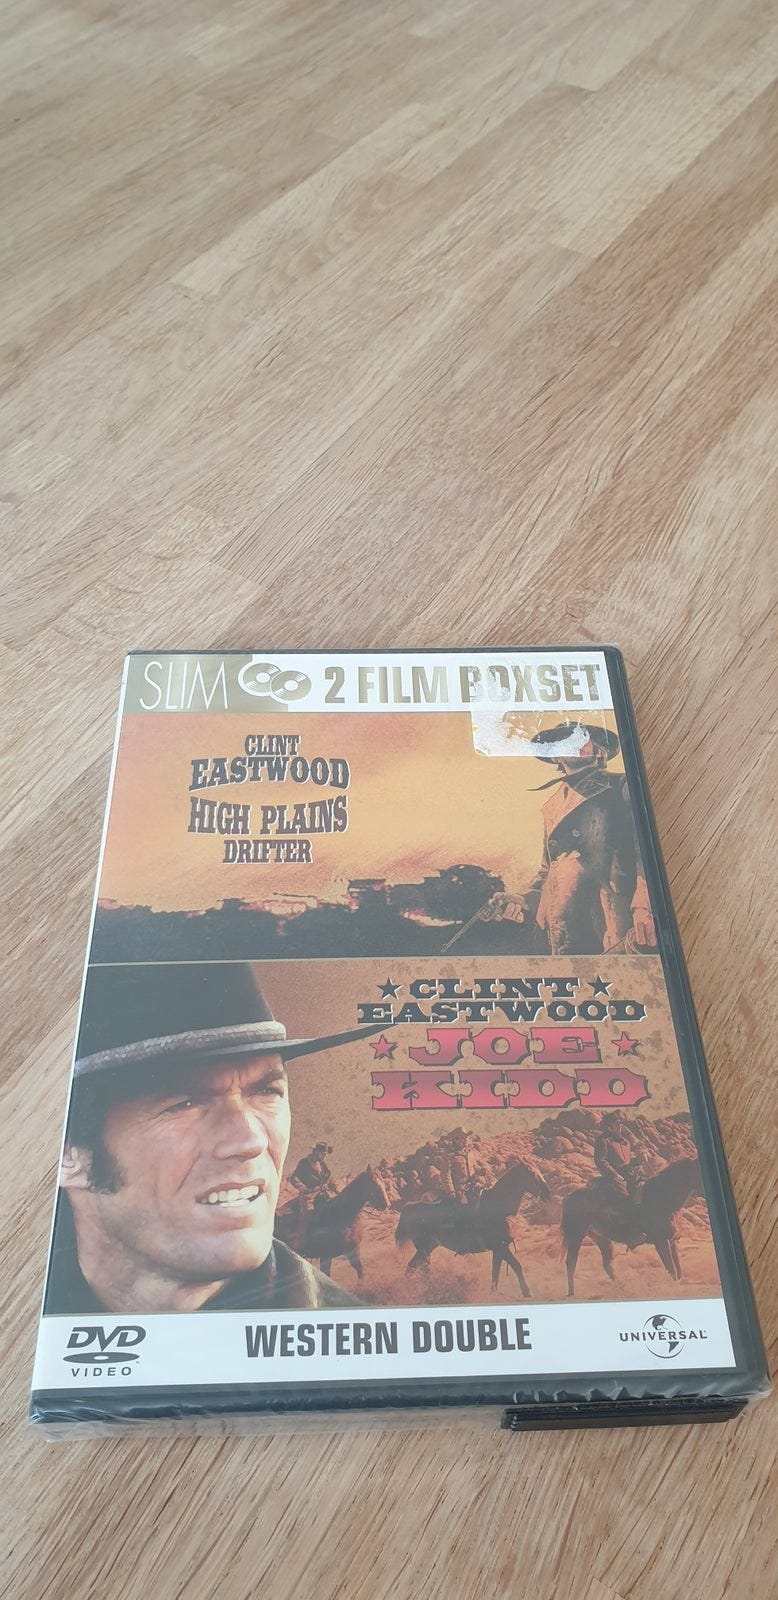 SLIM 2 FILM BOXSET
CLINT
EASTWOOD
HIGH PLAINS
DRIFTER
CLINT
EASTWOOD
JOE
KIDD
DVD
VIDEO
WESTERN DOUBLE
UNIVERSAL